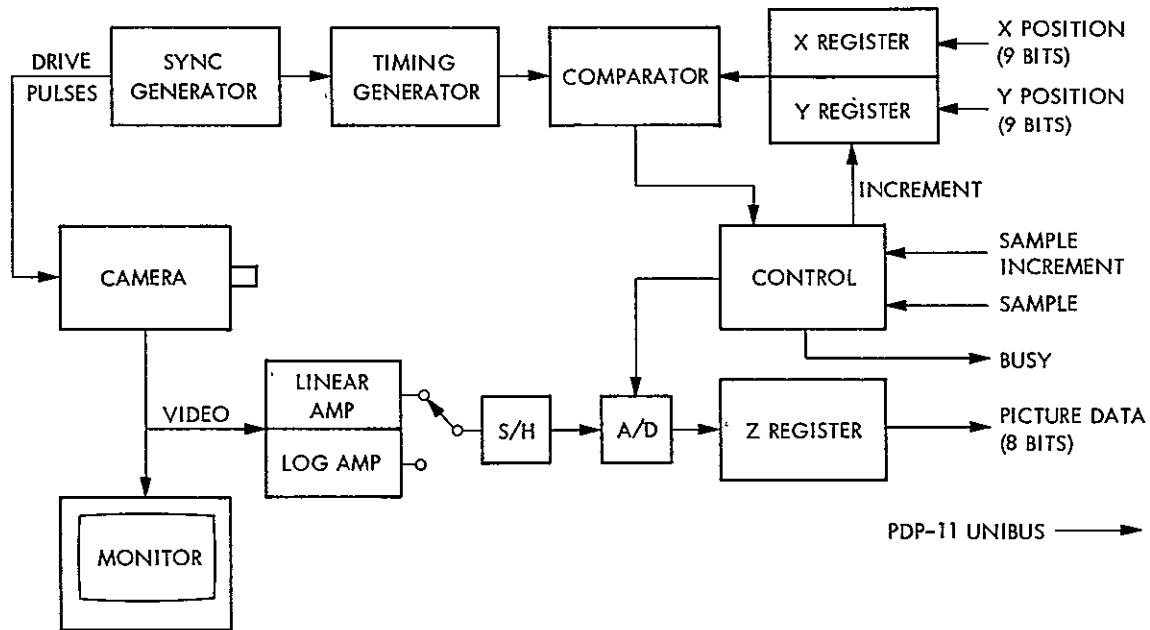 DRIVE
PULSES
SYNC
GENERATOR
TIMING
GENERATOR
COMPARATOR
X REGISTER
Y REGISTER
X POSITION
(9 BITS)
Y POSITION
(9 BITS)
INCREMENT
CAMERA
CONTROL
SAMPLE
INCREMENT
SAMPLE
BUSY
VIDEO
LINEAR
AMP
LOG AMP
S/H
A/D
Z REGISTER
PICTURE DATA
(8 BITS)
MONITOR
PDP-11 UNIBUS